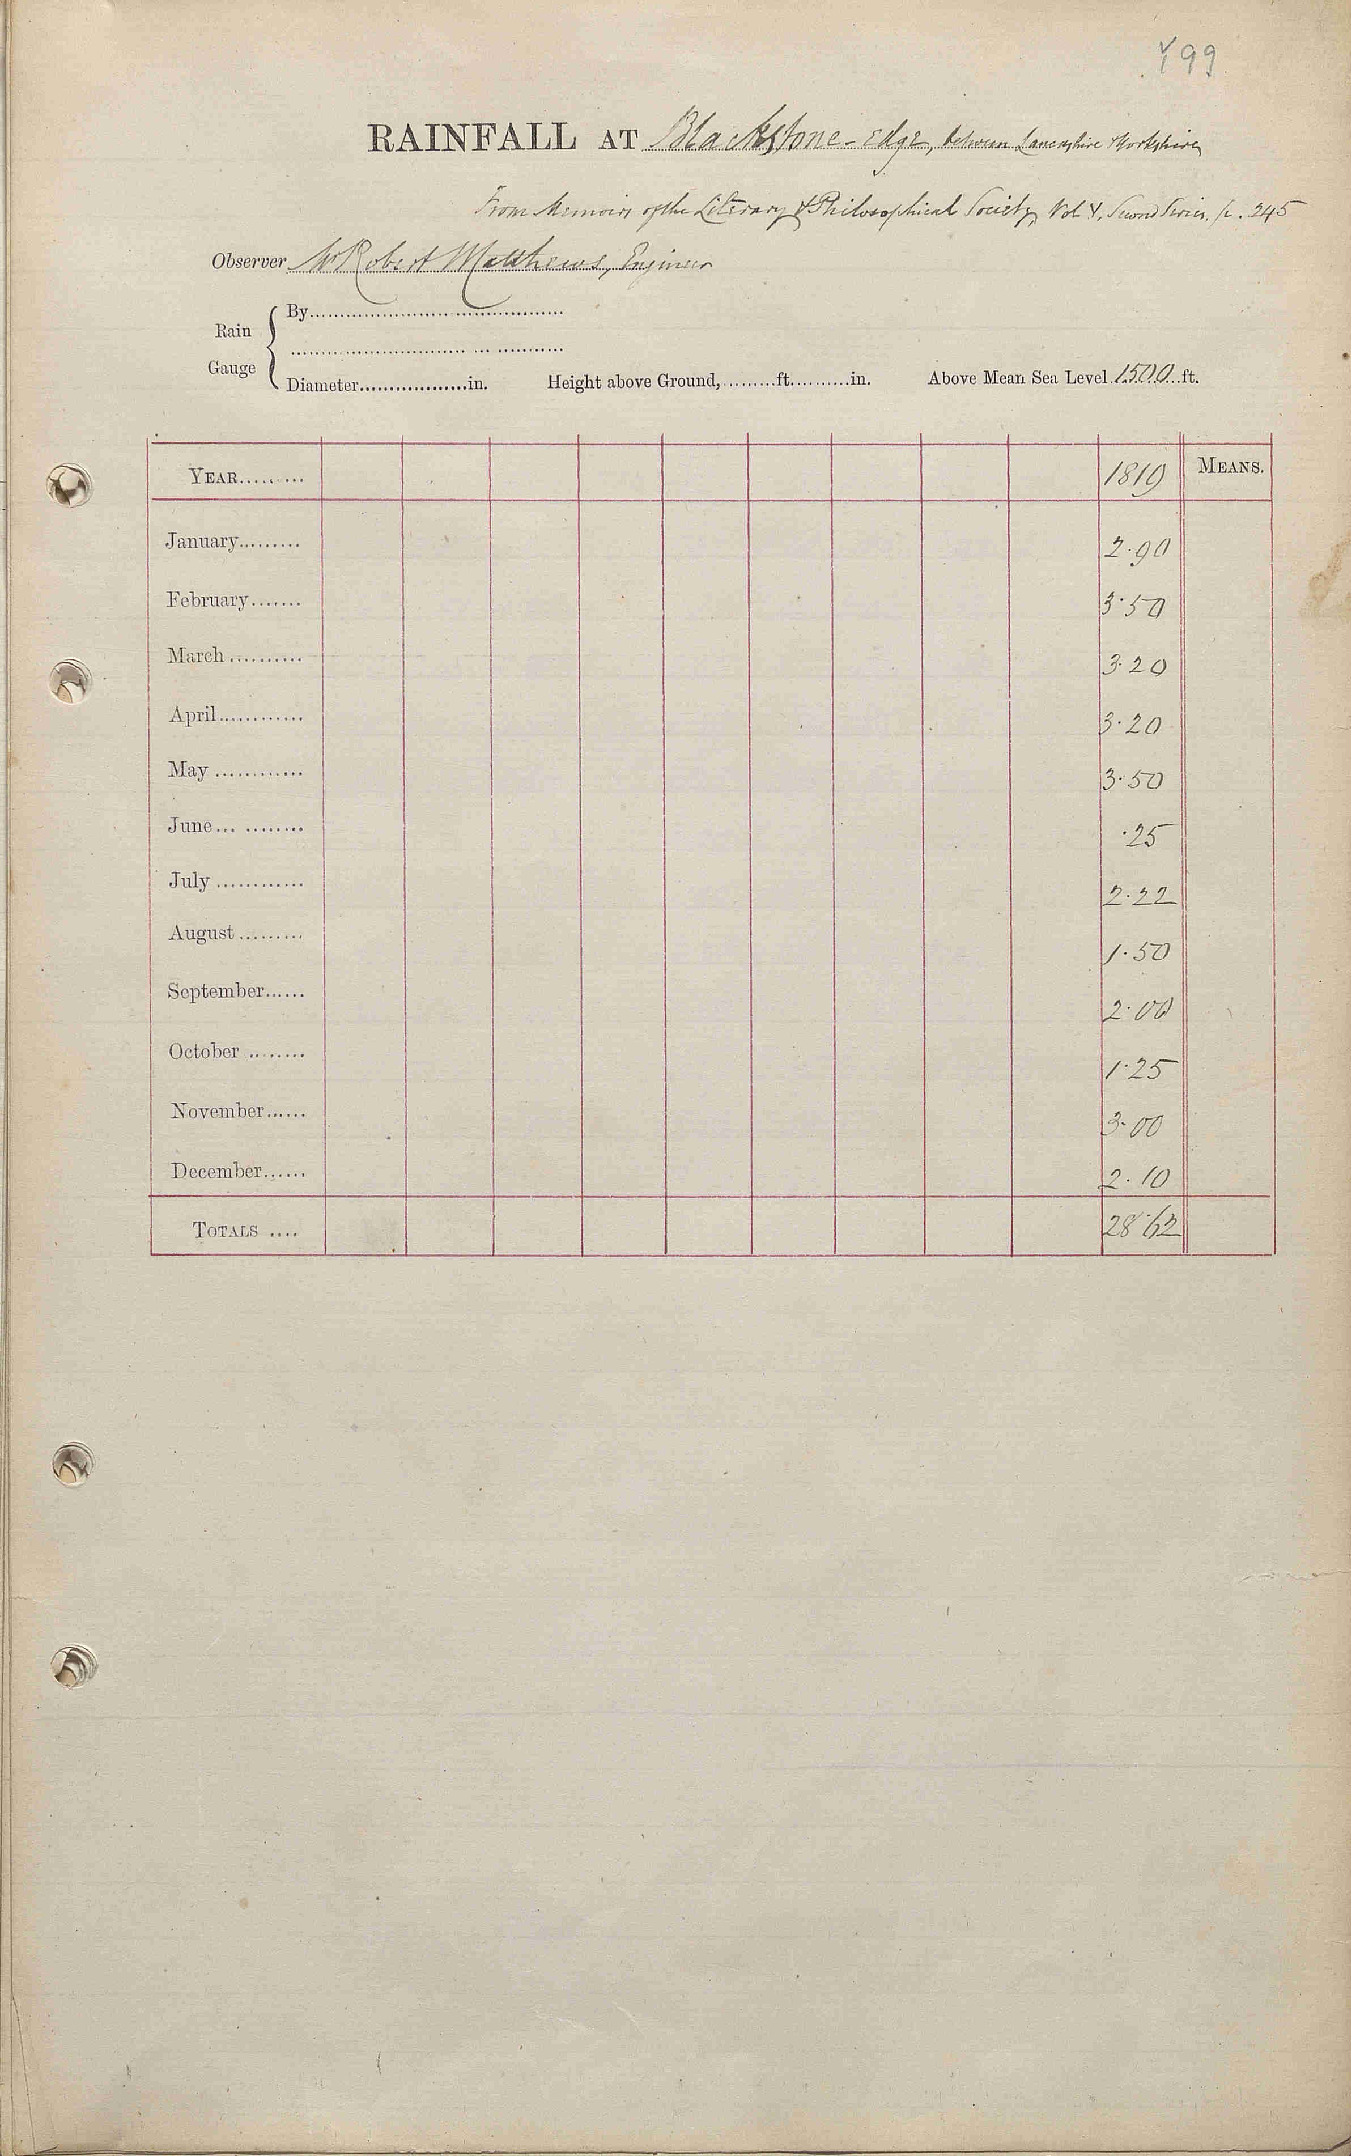 Y 99
RAINFALL AT Blackstone-Edge, between Lancashire & Yorkshire
From Memoirs of the Literary & Philosophical Society, Vol V. Second Series. p. 245
Observer Mr Robert Matthews, Engineer
Rain Gauge { By
Diameter in. Height above Ground, ft. in. Above Mean Sea Level 1500 ft.
YEAR 1819 MEANS.
January 2.90
February 3.50
March 3.20
April 3.20
May 3.50
June .25
July 2.22
August 1.50
September 2.00
October 1.25
November 3.00
December 2.10
TOTALS 28.62